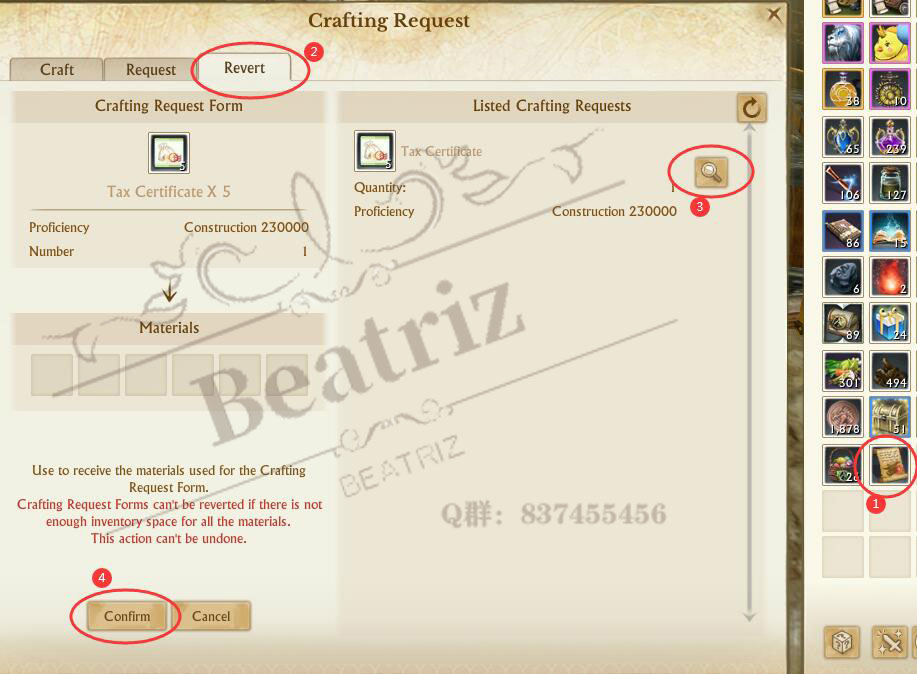 Crafting Request
2
Craft
Request
Revert
Crafting Request Form
5
Tax Certificate X 5
Proficiency
Construction 230000
Number
1
Materials
Use to receive the materials used for the Crafting
Request Form.
Crafting Request Forms can't be reverted if there is not
enough inventory space for all the materials.
This action can't be undone.
4
Confirm
Cancel
Listed Crafting Requests
5
Tax Certificate
Quantity:
1
Proficiency
Construction 230000
3
Beatriz
BEATRIZ
Q群：837455456
38
10
65
239
106
127
86
15
6
2
89
24
301
494
1,878
51
1